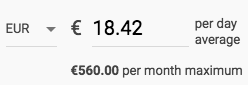 EUR € 18.42 per day
average
€560.00 per month maximum